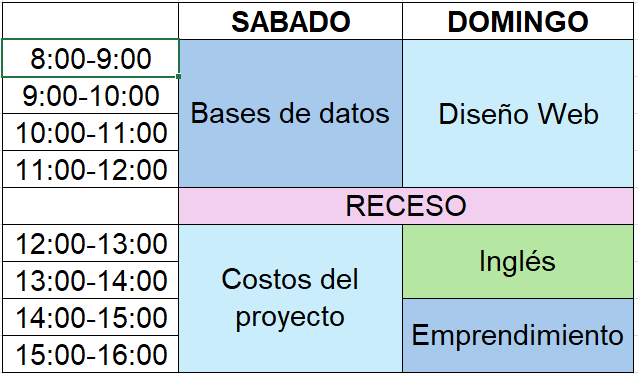 SABADO DOMINGO
8:00-9:00
9:00-10:00
10:00-11:00
11:00-12:00
Bases de datos
Diseño Web
RECESO
12:00-13:00
13:00-14:00
14:00-15:00
15:00-16:00
Costos del
proyecto
Inglés
Emprendimiento